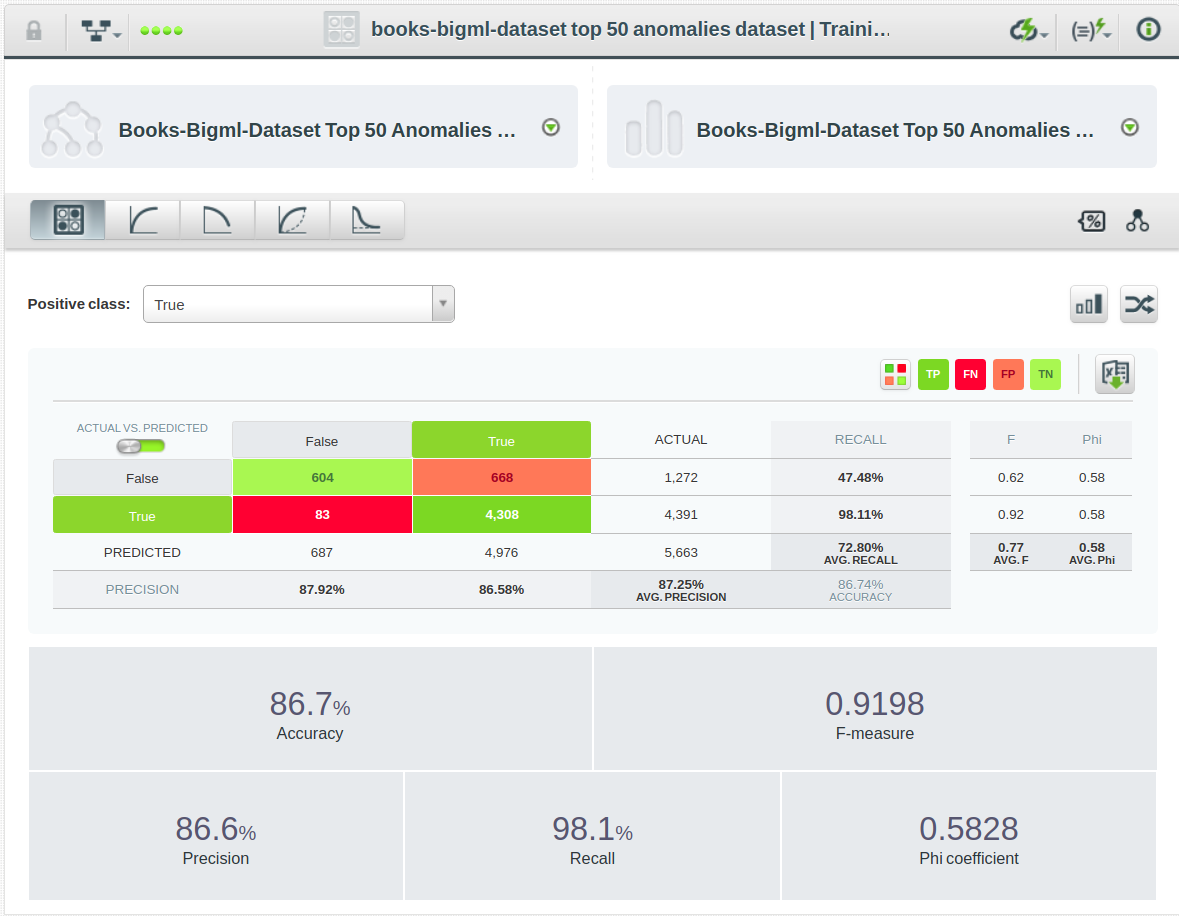 books-bigml-dataset top 50 anomalies dataset | Traini...
Books-Bigml-Dataset Top 50 Anomalies ...
Books-Bigml-Dataset Top 50 Anomalies ...
Positive class: True
TP FN FP TN
ACTUAL VS. PREDICTED False True ACTUAL RECALL F Phi
False 604 668 1,272 47.48% 0.62 0.58
True 83 4,308 4,391 98.11% 0.92 0.58
PREDICTED 687 4,976 5,663 72.80% 0.77 0.58
AVG. RECALL AVG. F AVG. Phi
PRECISION 87.92% 86.58% 87.25% 86.74%
AVG. PRECISION ACCURACY
86.7% 0.9198
Accuracy F-measure
86.6% 98.1% 0.5828
Precision Recall Phi coefficient